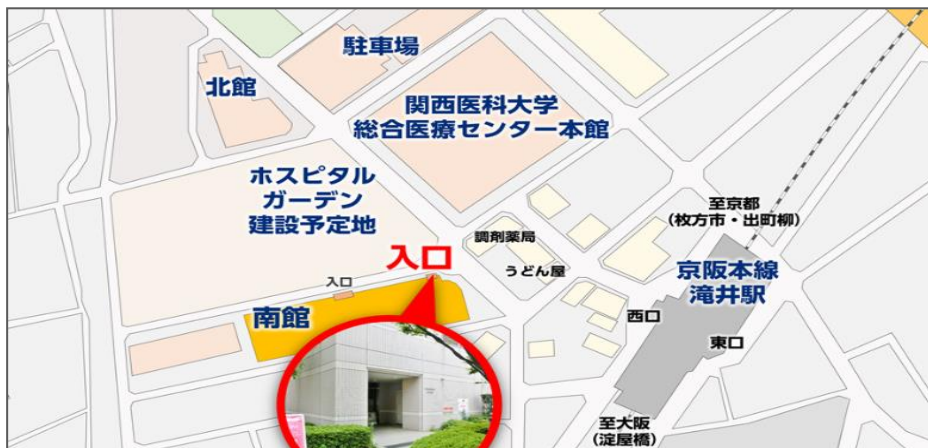 駐車場
北館
関西医科大学
総合医療センター本館
ホスピタル
ガーデン
建設予定地
至京都
(枚方市・出町柳)
調剤薬局
入口
うどん屋
京阪本線
滝井駅
入口
南館
西口
東口
至大阪
(淀屋橋)